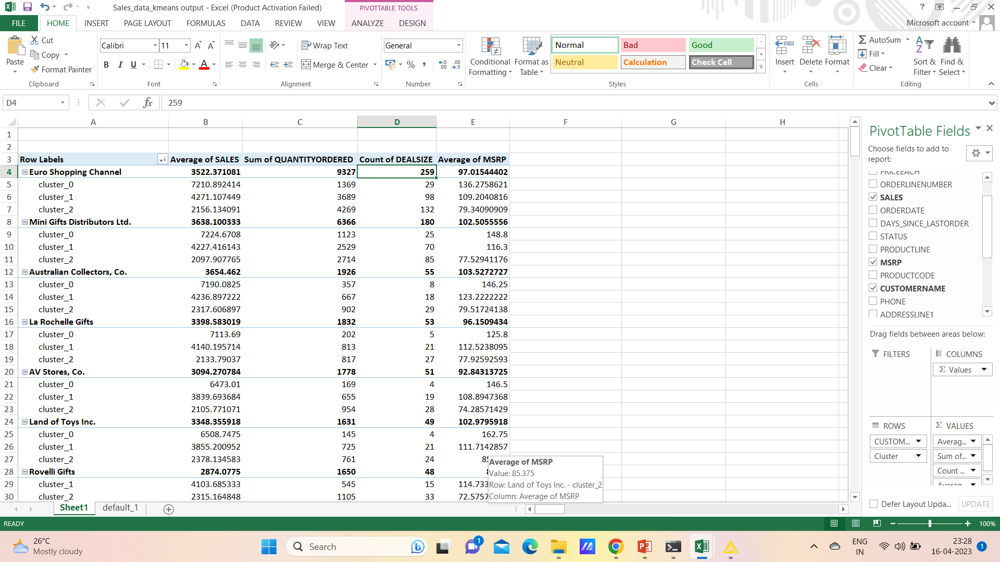 Sales_data_kmeans output - Excel (Product Activation Failed)
PIVOTTABLE TOOLS
?
FILE HOME INSERT PAGE LAYOUT FORMULAS DATA REVIEW VIEW ANALYZE DESIGN
Microsoft account
Paste
Cut
Copy
Format Painter
Clipboard
Calibri 11
B I U
Font
Wrap Text
Merge & Center
Alignment
General
% ,
Number
Conditional Formatting
Format as Table
Normal Bad Good
Neutral Calculation Check Cell
Styles
Insert Delete Format
Cells
AutoSum
Fill
Clear
Sort & Filter
Find & Select
Editing
D4 fx 259
A B C D E F G H
1
2
3 Row Labels Average of SALES Sum of QUANTITYORDERED Count of DEALSIZE Average of MSRP
4 Euro Shopping Channel 3522.371081 9327 259 97.01544402
5 cluster_0 7210.892414 1369 29 136.2758621
6 cluster_1 4271.107449 3689 98 109.2040816
7 cluster_2 2156.134091 4269 132 79.34090909
8 Mini Gifts Distributors Ltd. 3638.100333 6366 180 102.5055556
9 cluster_0 7224.6708 1123 25 148.8
10 cluster_1 4227.416143 2529 70 116.3
11 cluster_2 2097.907765 2714 85 77.52941176
12 Australian Collectors, Co. 3654.462 1926 55 103.5272727
13 cluster_0 7190.0825 357 8 146.25
14 cluster_1 4236.897222 667 18 123.2222222
15 cluster_2 2317.606897 902 29 79.51724138
16 La Rochelle Gifts 3398.583019 1832 53 96.1509434
17 cluster_0 7113.69 202 5 125.8
18 cluster_1 4140.195714 813 21 112.5238095
19 cluster_2 2133.79037 817 27 77.92592593
20 AV Stores, Co. 3094.270784 1778 51 92.84313725
21 cluster_0 6473.01 169 4 146.5
22 cluster_1 3839.693684 655 19 108.8947368
23 cluster_2 2105.771071 954 28 74.28571429
24 Land of Toys Inc. 3348.355918 1631 49 102.9795918
25 cluster_0 6508.7475 145 4 162.75
26 cluster_1 3855.200952 725 21 111.7142857
27 cluster_2 2378.134583 761 24
28 Rovelli Gifts 2874.0775 1650 48
29 cluster_1 4103.685333 545 15 114.733
30 cluster_2 2315.164848 1105 33 72.5757
Average of MSRP
Value: 85.375
Row: Land of Toys Inc. - cluster_2
Column: Average of MSRP
PivotTable Fields
Choose fields to add to
report:
PRICEEACH
ORDERLINENUMBER
SALES
ORDERDATE
DAYS_SINCE_LASTORDER
STATUS
PRODUCTLINE
MSRP
PRODUCTCODE
CUSTOMERNAME
PHONE
ADDRESSLINE1
Drag fields between areas below:
FILTERS COLUMNS
Σ Values
ROWS Σ VALUES
CUSTOM... Averag...
Cluster Sum of...
Count ...
Averag...
Defer Layout Upda... UPDATE
Sheet1 default_1
READY
100%
26°C
Mostly cloudy
Search
1
ENG
IN
23:28
16-04-2023
1